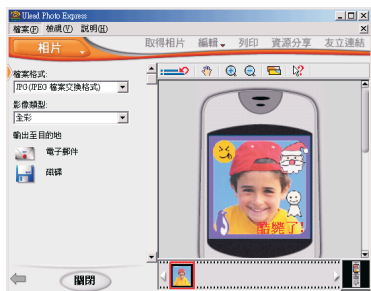 Ulead Photo Express
檔案(F) 檢視(V) 說明(H)
相片 取得相片 編輯 列印 資源分享 友立連結
檔案格式:
JPG(JPEG 檔案交換格式)
影像類型:
全彩
輸出至目的地
電子郵件
磁碟
酷斃了!
關閉